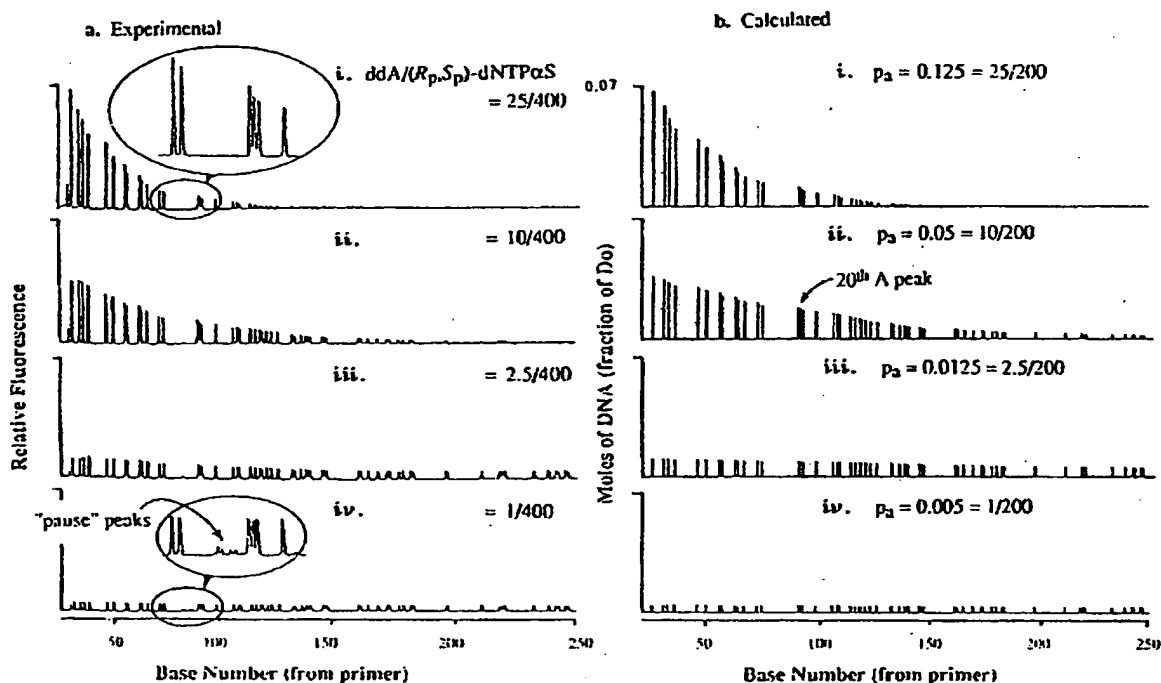 a. Experimental
i. ddA/(Rp,Sp)-dNTPαS
= 25/400
ii. = 10/400
iii. = 2.5/400
iv. = 1/400
"pause" peaks
Relative Fluorescence
50 100 150 200 250
Base Number (from primer)
b. Calculated
0.07
i. pa = 0.125 = 25/200
ii. pa = 0.05 = 10/200
20th A peak
iii. pa = 0.0125 = 2.5/200
iv. pa = 0.005 = 1/200
Moles of DNA (fraction of Do)
50 100 150 200 250
Base Number (from primer)